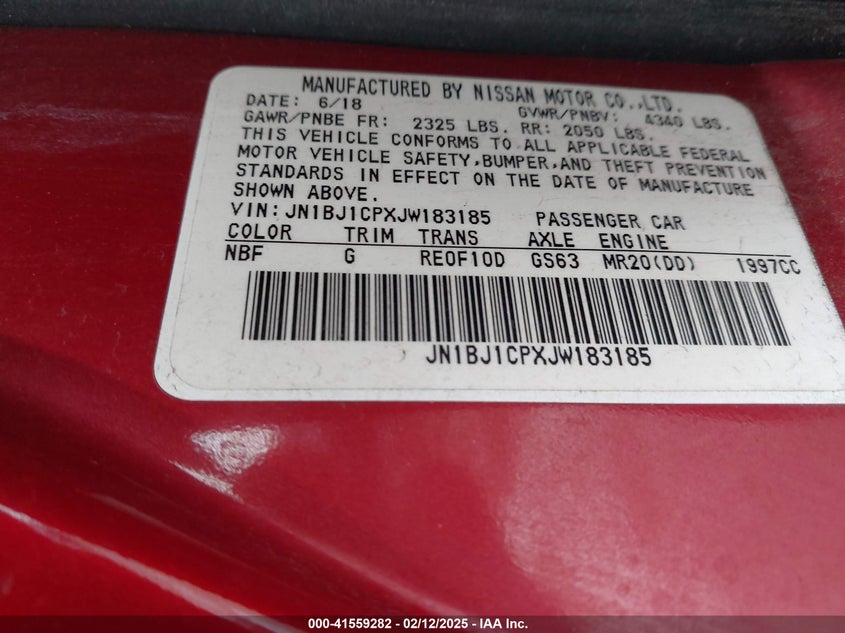 MANUFACTURED BY NISSAN MOTOR CO.,LTD.
DATE: 6/18 GVWR/PNBV: 4340 LBS.
GAWR/PNBE FR: 2325 LBS. RR: 2050 LBS.
THIS VEHICLE CONFORMS TO ALL APPLICABLE FEDERAL
MOTOR VEHICLE SAFETY,BUMPER,AND THEFT PREVENTION
STANDARDS IN EFFECT ON THE DATE OF MANUFACTURE
SHOWN ABOVE.
VIN:JN1BJ1CPXJW183185 PASSENGER CAR
COLOR TRIM TRANS AXLE ENGINE
NBF G RE0F10D GS63 MR20(DD) 1997CC
JN1BJ1CPXJW183185
000-41559282 - 02/12/2025 - IAA Inc.